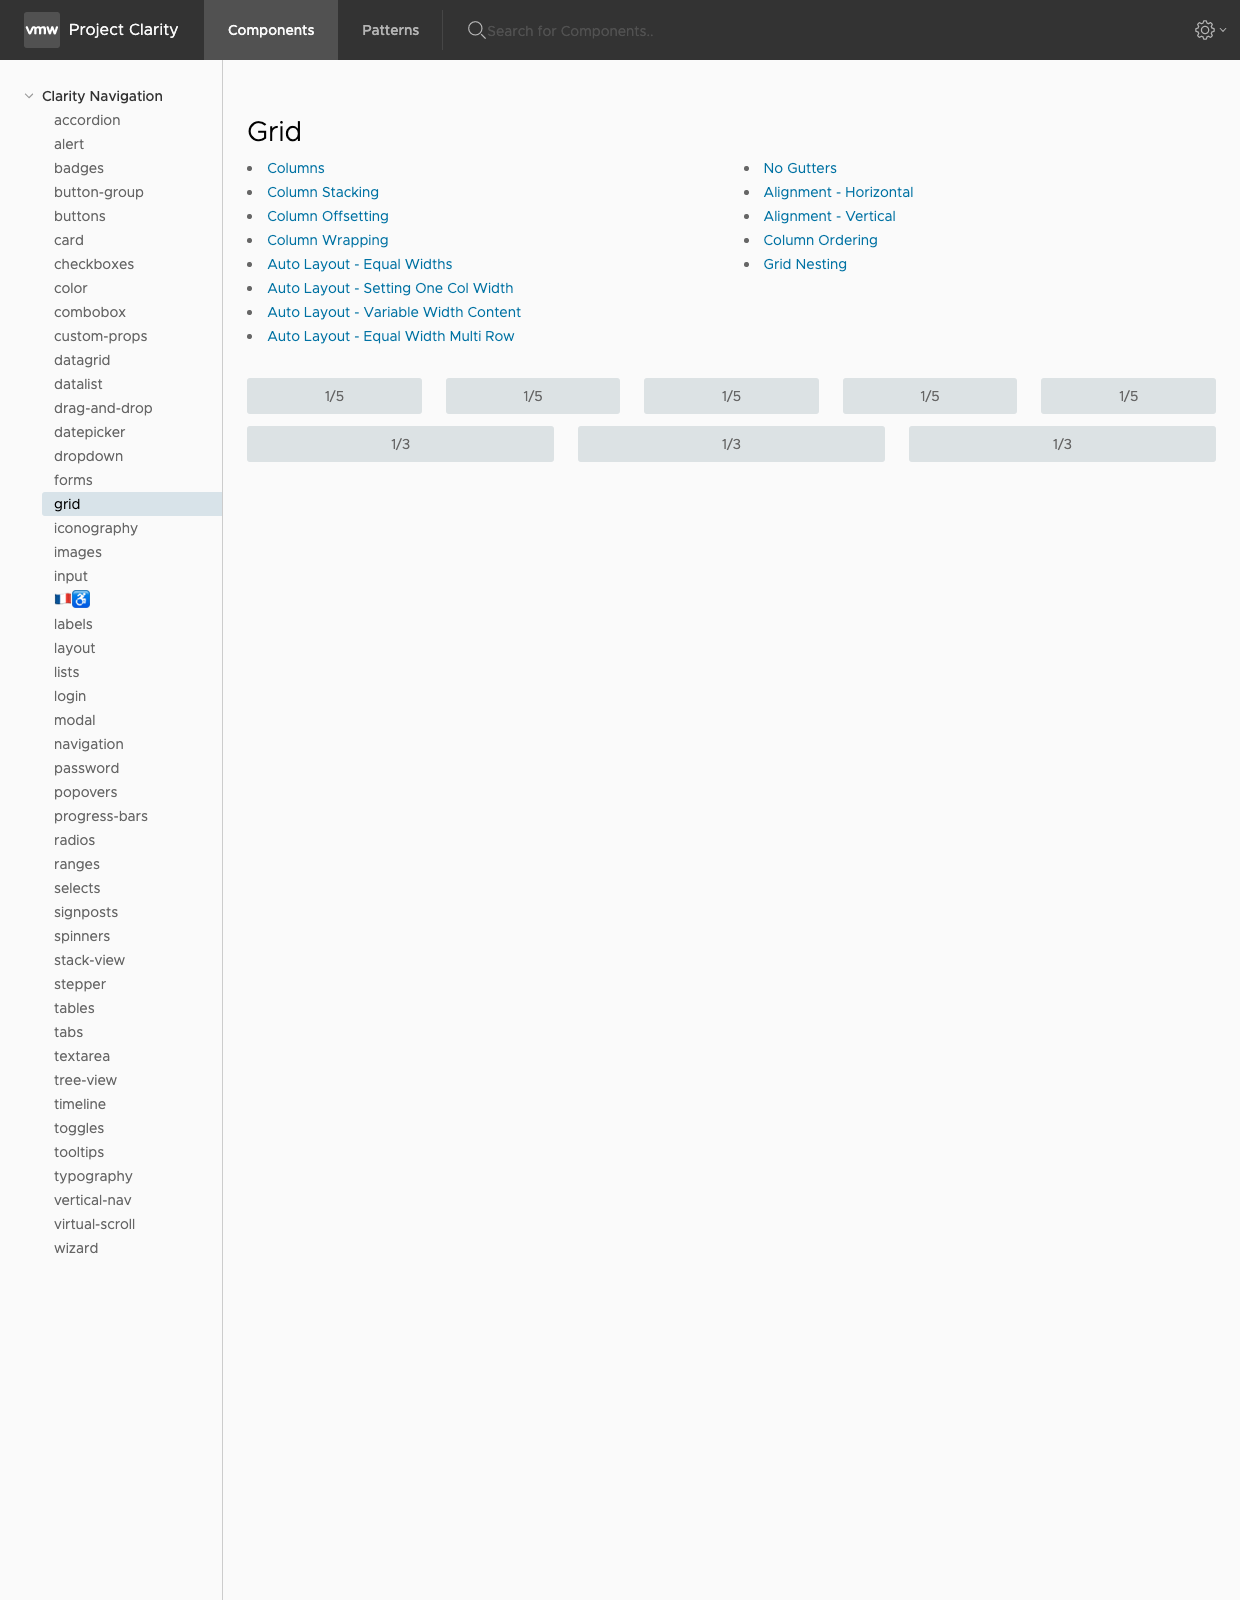 vmw Project Clarity Components Patterns Search for Components..
Clarity Navigation
accordion
alert
badges
button-group
buttons
card
checkboxes
color
combobox
custom-props
datagrid
datalist
drag-and-drop
datepicker
dropdown
forms
grid
iconography
images
input
🇫🇷♿
labels
layout
lists
login
modal
navigation
password
popovers
progress-bars
radios
ranges
selects
signposts
spinners
stack-view
stepper
tables
tabs
textarea
tree-view
timeline
toggles
tooltips
typography
vertical-nav
virtual-scroll
wizard
Grid
Columns
Column Stacking
Column Offsetting
Column Wrapping
Auto Layout - Equal Widths
Auto Layout - Setting One Col Width
Auto Layout - Variable Width Content
Auto Layout - Equal Width Multi Row
No Gutters
Alignment - Horizontal
Alignment - Vertical
Column Ordering
Grid Nesting
1/5 1/5 1/5 1/5 1/5
1/3 1/3 1/3